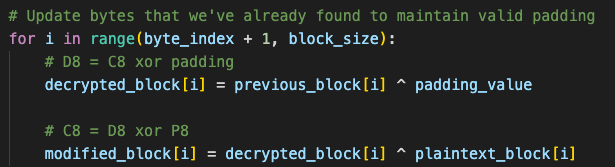 # Update bytes that we've already found to maintain valid padding
for i in range(byte_index + 1, block_size):
# D8 = C8 xor padding
decrypted_block[i] = previous_block[i] ^ padding_value
# C8 = D8 xor P8
modified_block[i] = decrypted_block[i] ^ plaintext_block[i]